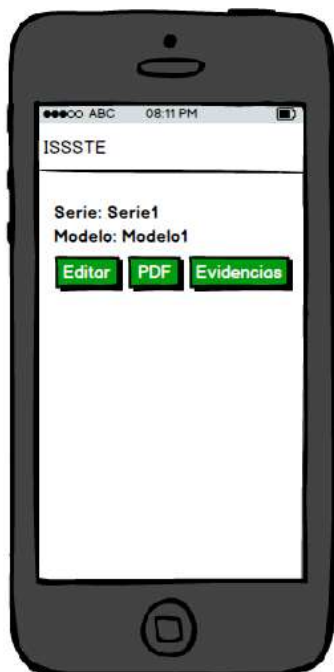 ABC 08:11 PM
ISSSTE
Serie: Serie1
Modelo: Modelo1
Editar PDF Evidencias